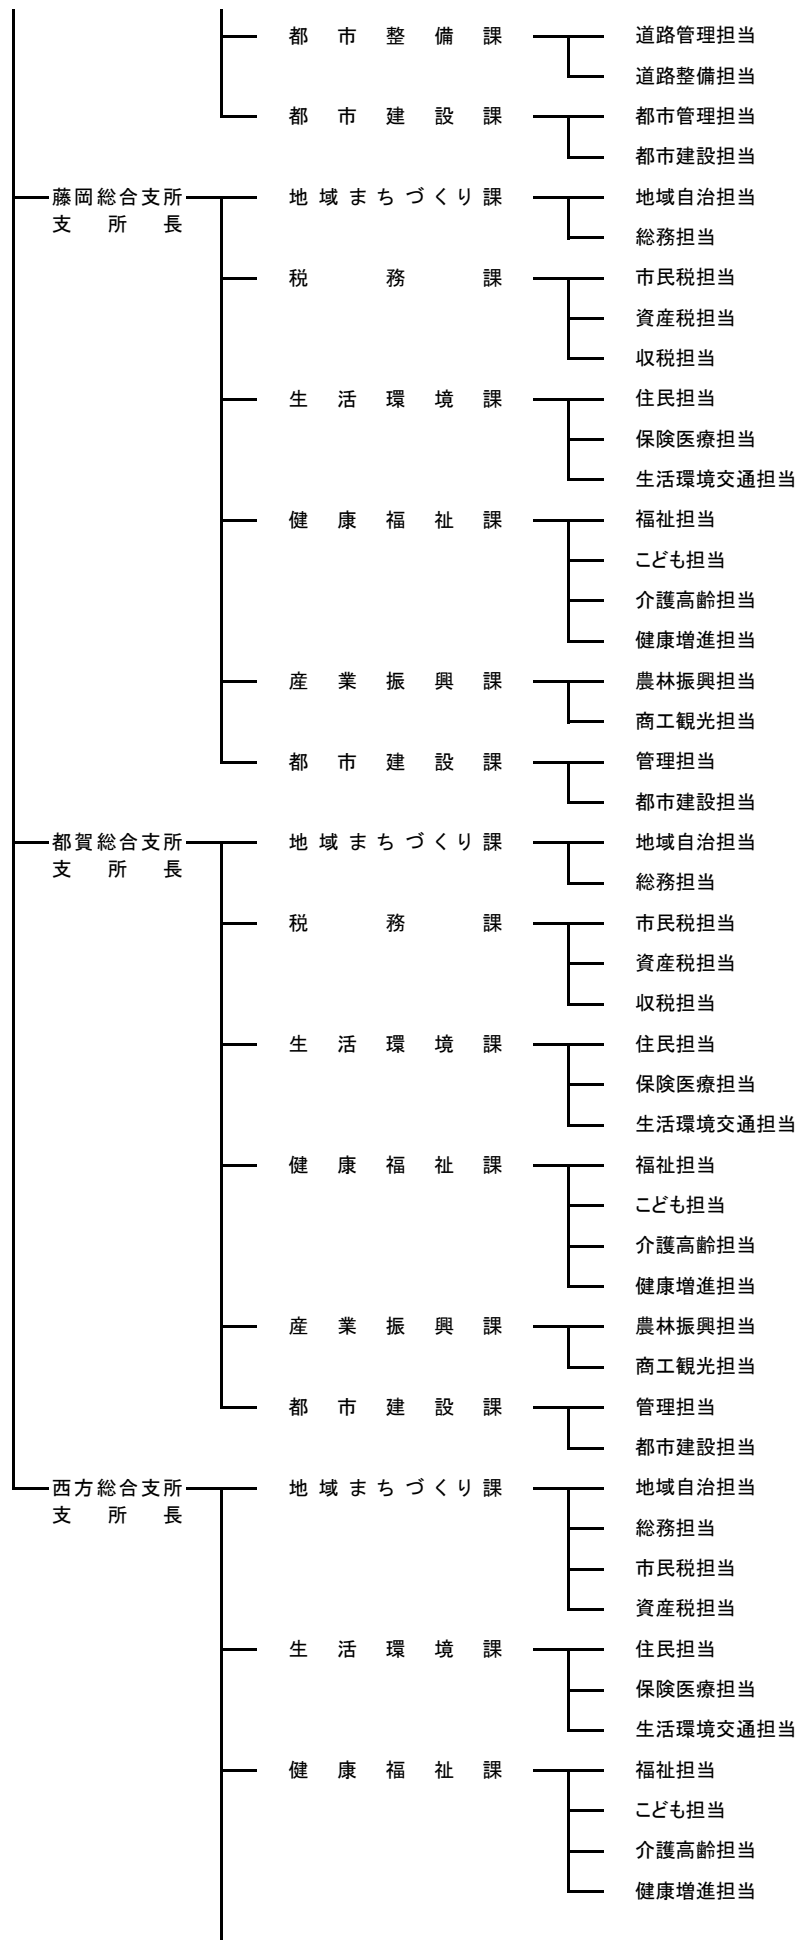 都市整備課 道路管理担当
道路整備担当
都市建設課 都市管理担当
都市建設担当
藤岡総合支所 地域まちづくり課 地域自治担当
支所長
総務担当
税務課 市民税担当
資産税担当
収税担当
生活環境課 住民担当
保険医療担当
生活環境交通担当
健康福祉課 福祉担当
こども担当
介護高齢担当
健康増進担当
産業振興課 農林振興担当
商工観光担当
都市建設課 管理担当
都市建設担当
都賀総合支所 地域まちづくり課 地域自治担当
支所長
総務担当
税務課 市民税担当
資産税担当
収税担当
生活環境課 住民担当
保険医療担当
生活環境交通担当
健康福祉課 福祉担当
こども担当
介護高齢担当
健康増進担当
産業振興課 農林振興担当
商工観光担当
都市建設課 管理担当
都市建設担当
西方総合支所 地域まちづくり課 地域自治担当
支所長
総務担当
市民税担当
資産税担当
生活環境課 住民担当
保険医療担当
生活環境交通担当
健康福祉課 福祉担当
こども担当
介護高齢担当
健康増進担当